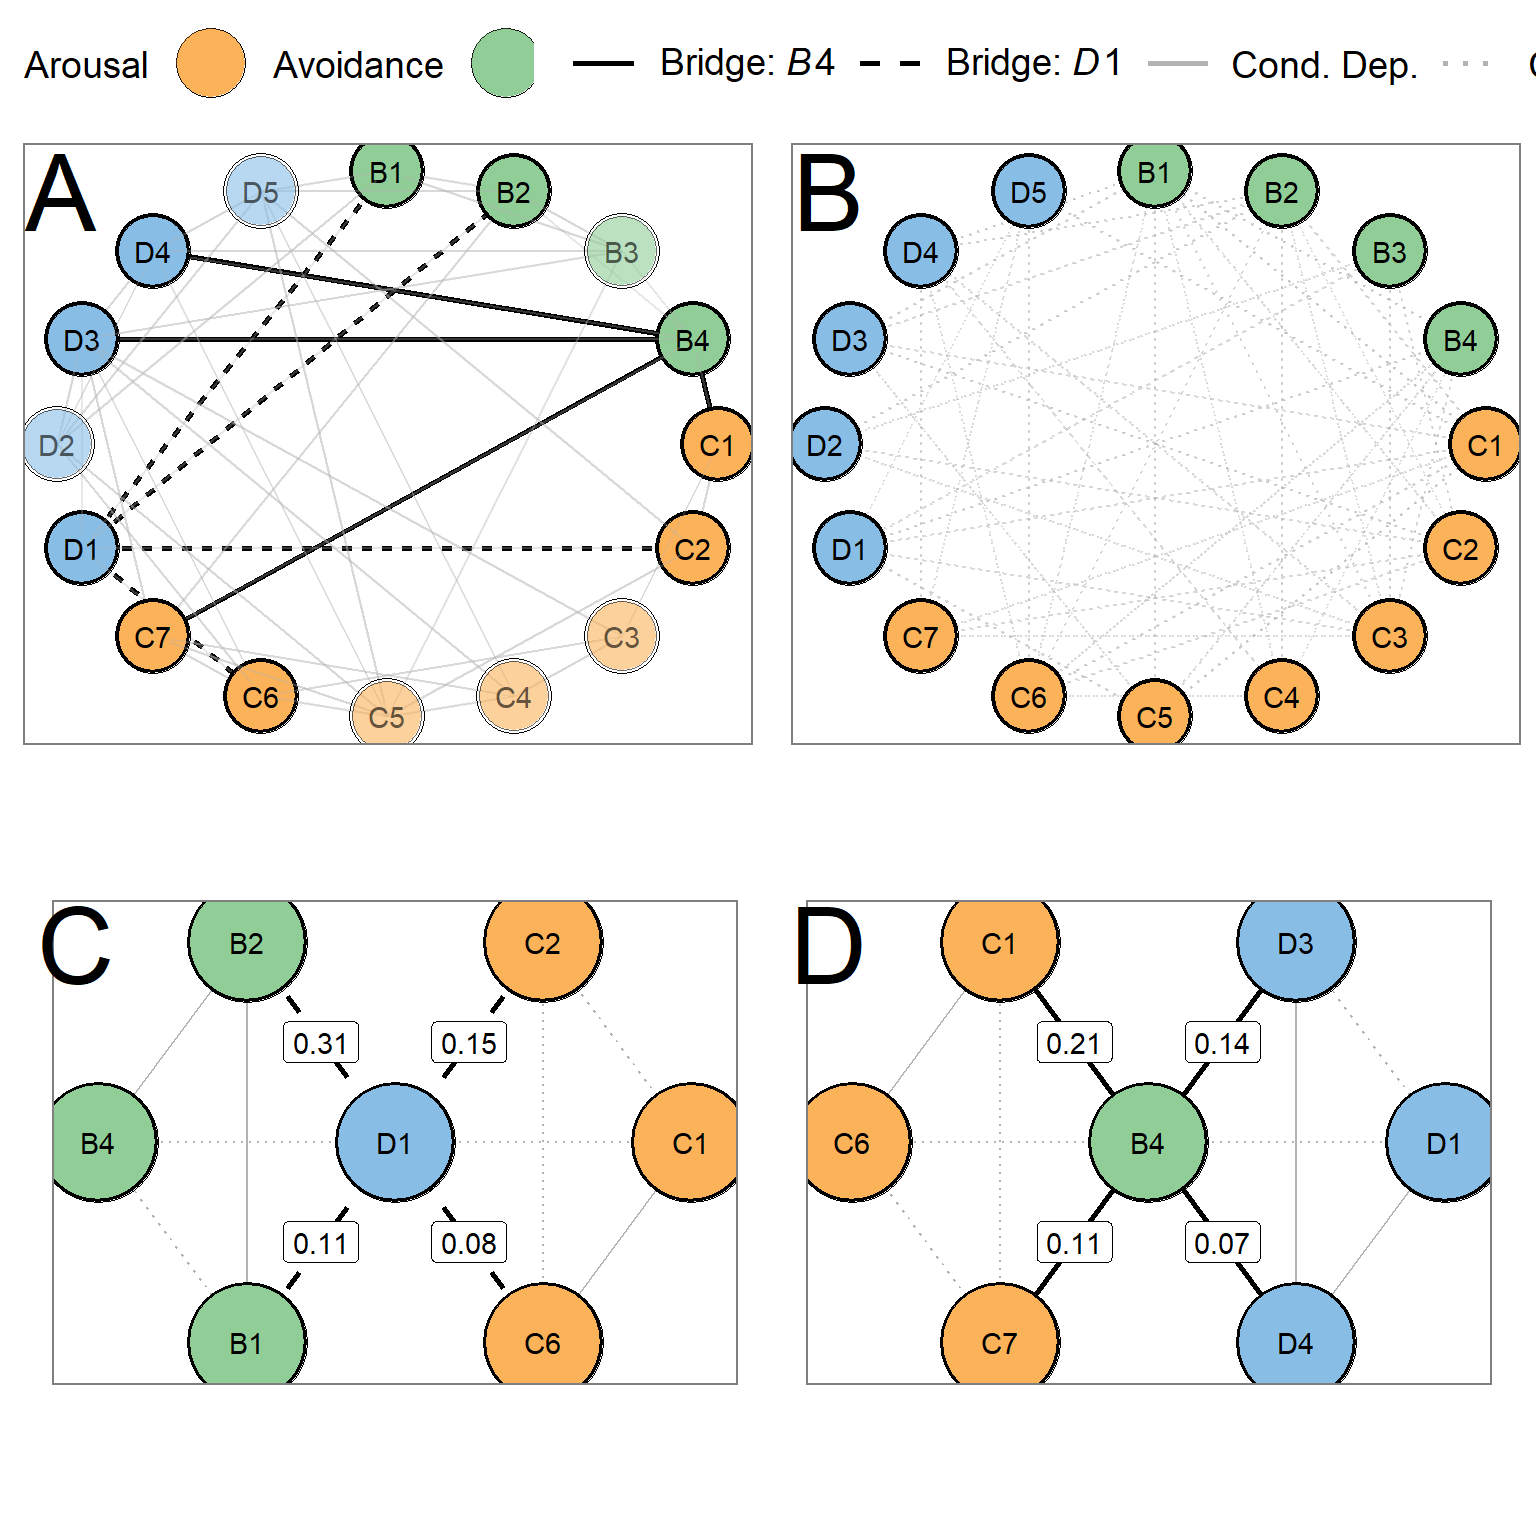 Arousal Avoidance Bridge: B4 Bridge: D1 Cond. Dep.
A
D5 B1 B2
D4 B3
D3 B4
D2 C1
D1 C2
C7 C3
C6 C5 C4
B
D5 B1 B2
D4 B3
D3 B4
D2 C1
D1 C2
C7 C3
C6 C5 C4
C
B2 C2
0.31 0.15
B4 D1 C1
0.11 0.08
B1 C6
D
C1 D3
0.21 0.14
C6 B4 D1
0.11 0.07
C7 D4